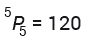 ⁵P₅ = 120